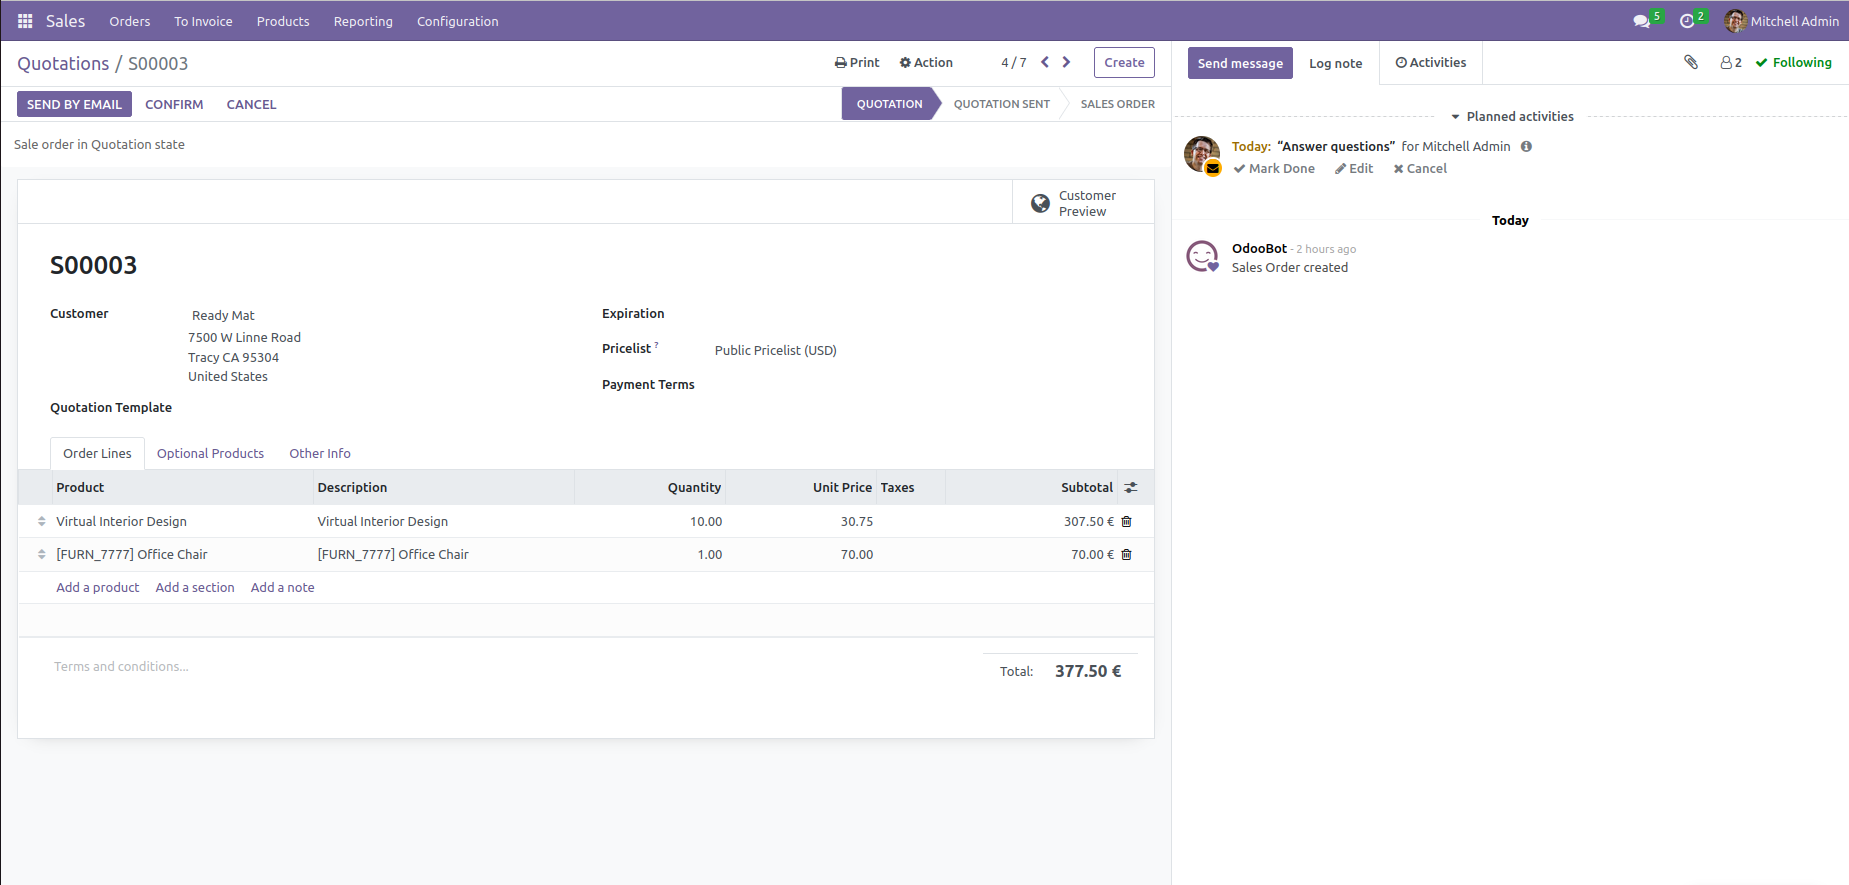 Sales Orders To Invoice Products Reporting Configuration 5 2 Mitchell Admin
Quotations / S00003 Print Action 4 / 7 Create
SEND BY EMAIL CONFIRM CANCEL QUOTATION QUOTATION SENT SALES ORDER
Sale order in Quotation state
Customer
Preview
S00003
Customer Ready Mat
7500 W Linne Road
Tracy CA 95304
United States
Quotation Template
Expiration
Pricelist ? Public Pricelist (USD)
Payment Terms
Order Lines Optional Products Other Info
Product Description Quantity Unit Price Taxes Subtotal
Virtual Interior Design Virtual Interior Design 10.00 30.75 307.50 €
[FURN_7777] Office Chair [FURN_7777] Office Chair 1.00 70.00 70.00 €
Add a product Add a section Add a note
Terms and conditions...
Total: 377.50 €
Send message Log note Activities 2 Following
Planned activities
Today: “Answer questions” for Mitchell Admin
Mark Done Edit Cancel
Today
OdooBot - 2 hours ago
Sales Order created